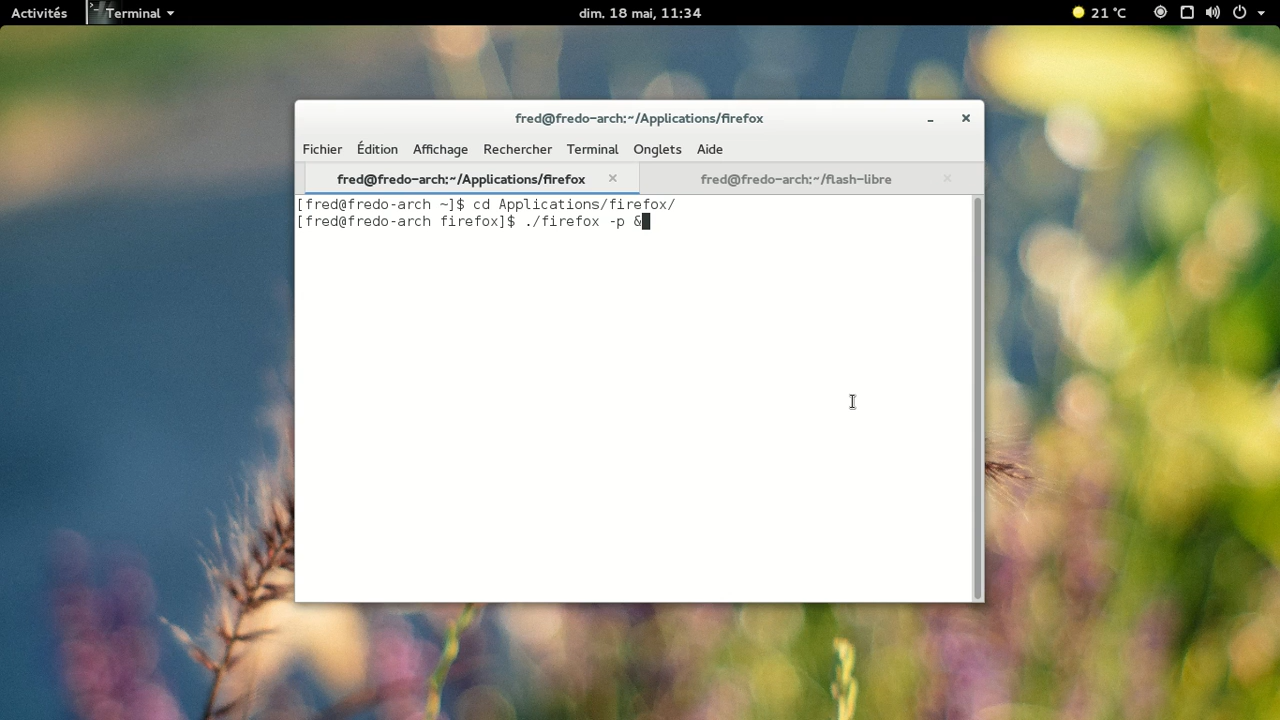 Activités Terminal dim. 18 mai, 11:34 21 °C
fred@fredo-arch:~/Applications/firefox
Fichier Édition Affichage Rechercher Terminal Onglets Aide
fred@fredo-arch:~/Applications/firefox fred@fredo-arch:~/flash-libre
[fred@fredo-arch ~]$ cd Applications/firefox/
[fred@fredo-arch firefox]$ ./firefox -p &